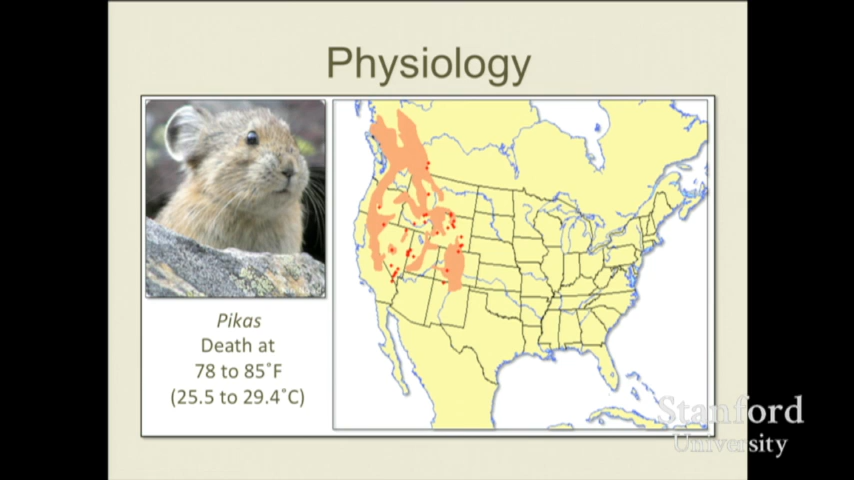 Physiology
Pikas
Death at
78 to 85˚F
(25.5 to 29.4˚C)
Stanford
University